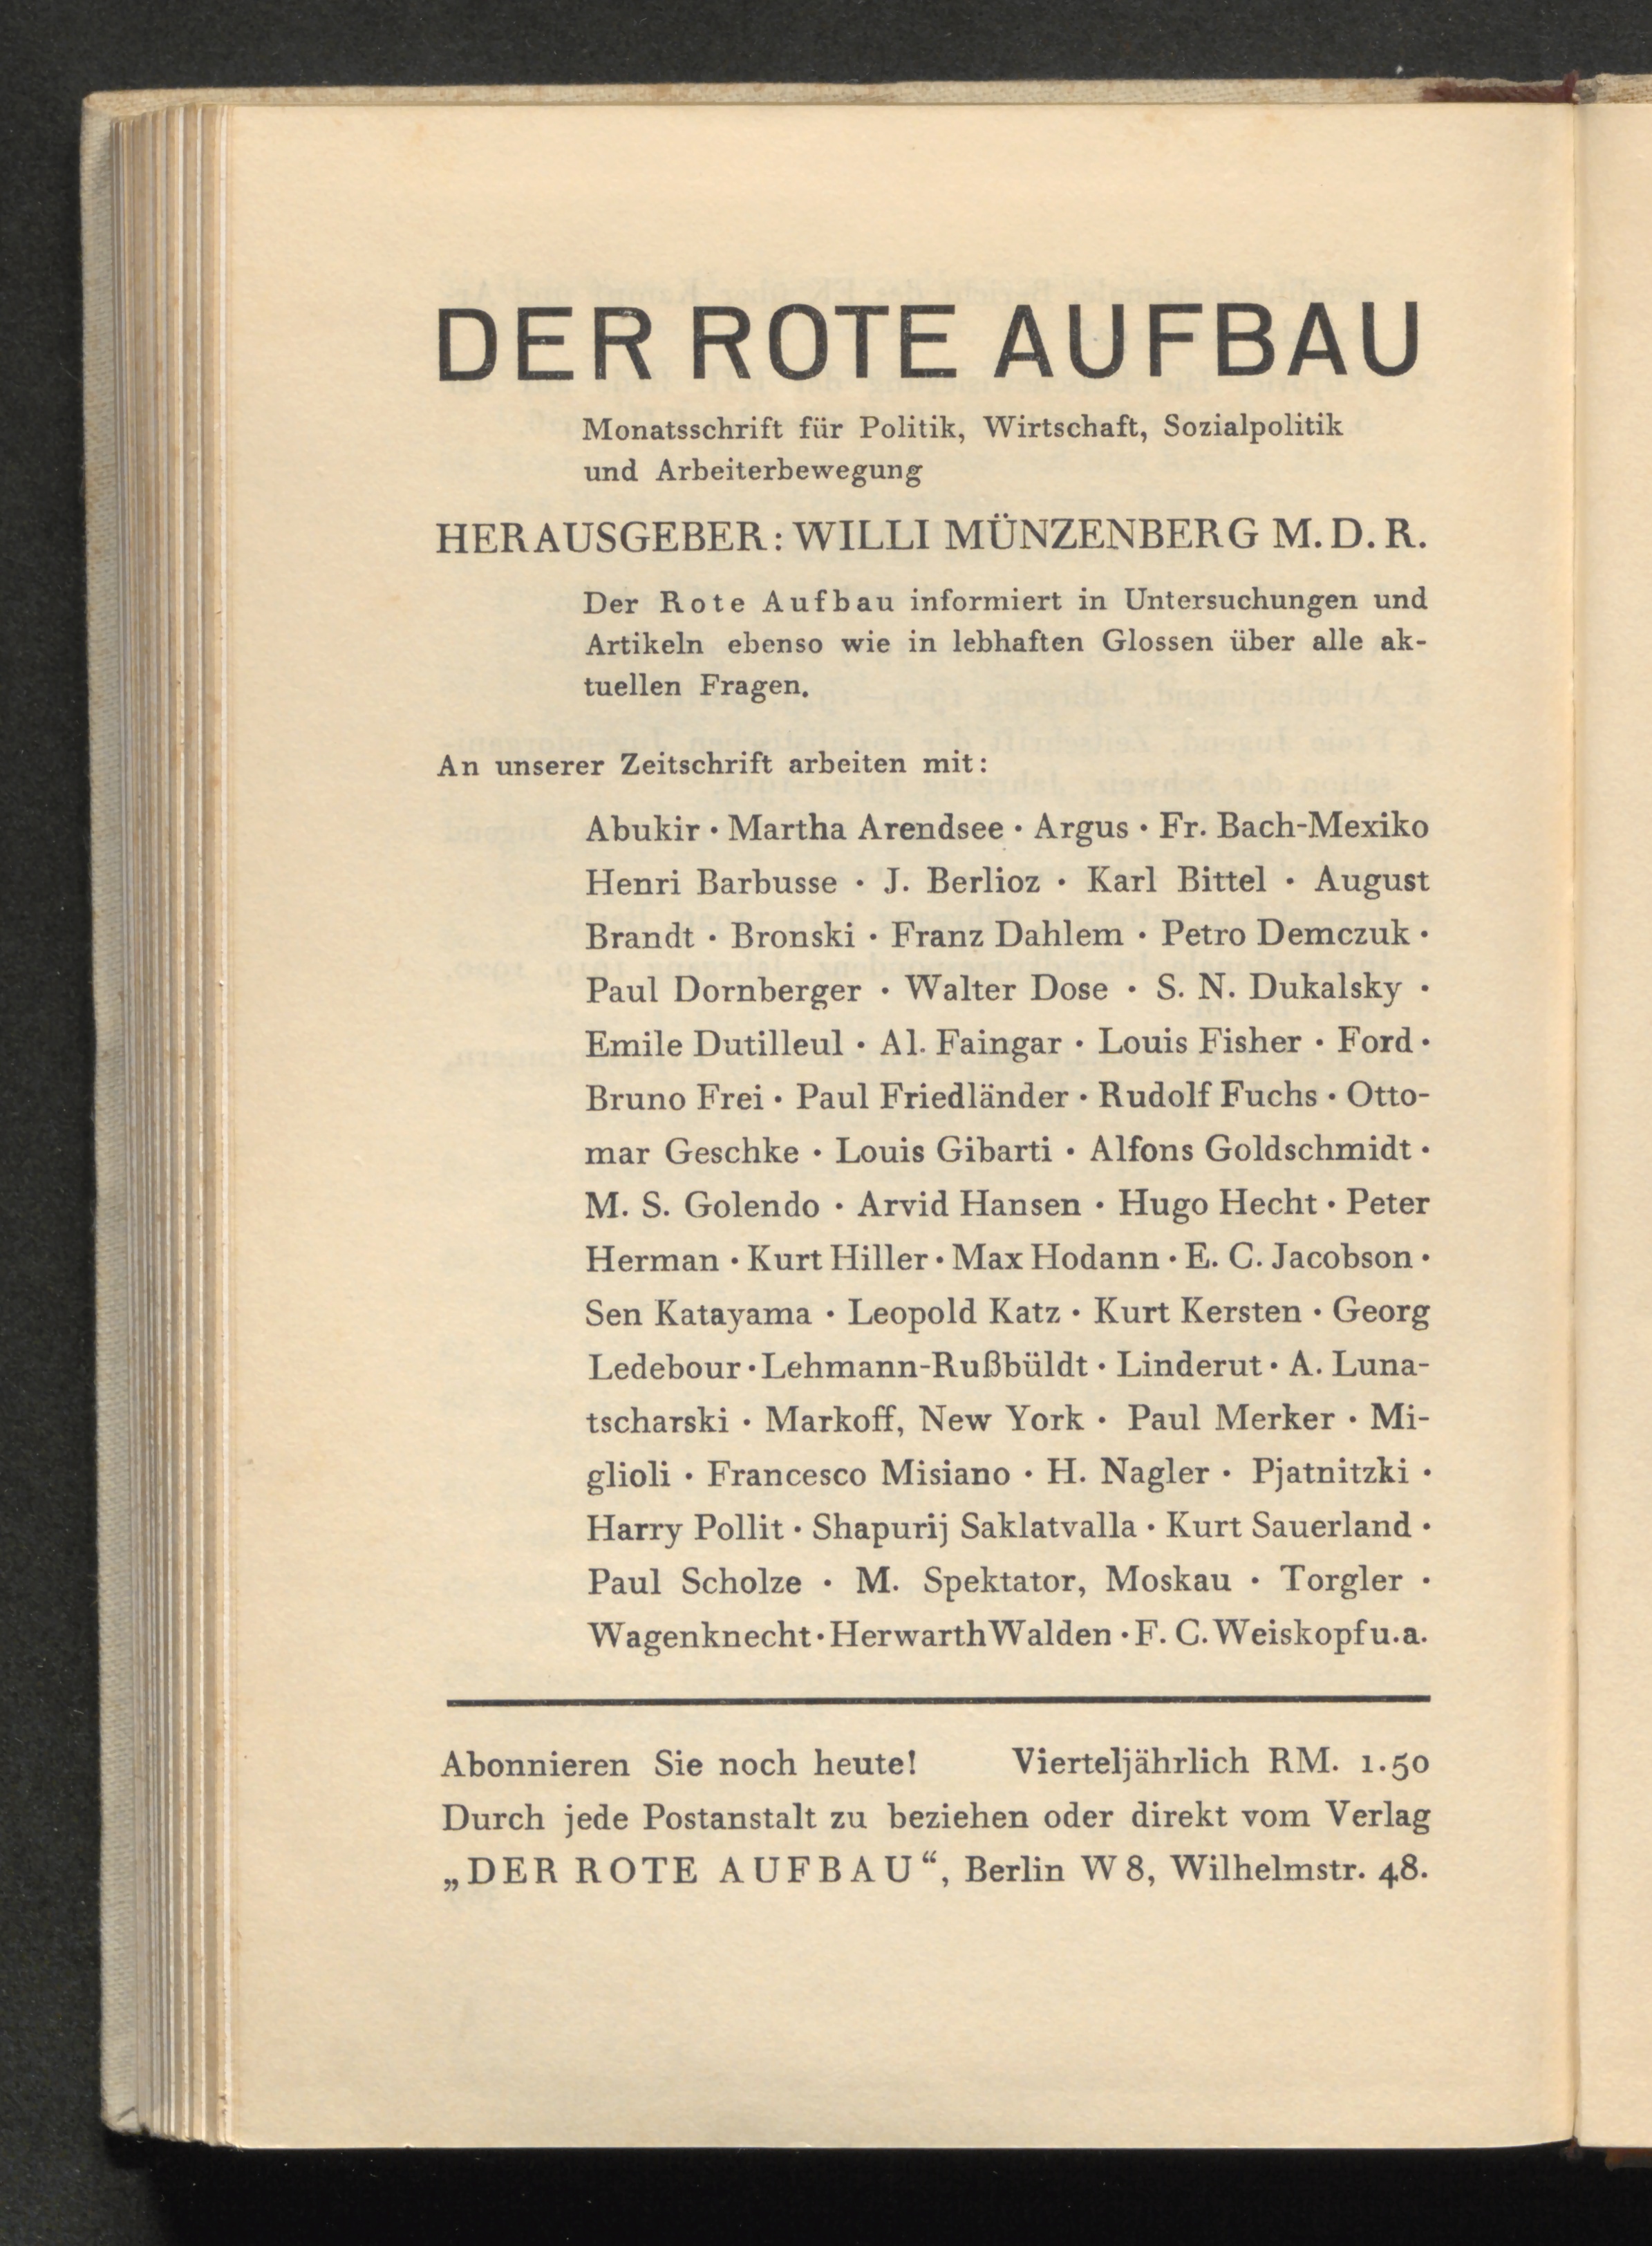 DER ROTE AUFBAU
Monatsschrift für Politik, Wirtschaft, Sozialpolitik
und Arbeiterbewegung
HERAUSGEBER: WILLI MÜNZENBERG M. D. R.
Der Rote Aufbau informiert in Untersuchungen und
Artikeln ebenso wie in lebhaften Glossen über alle ak-
tuellen Fragen.
An unserer Zeitschrift arbeiten mit:
Abukir • Martha Arendsee • Argus • Fr. Bach-Mexiko
Henri Barbusse • J. Berlioz • Karl Bittel • August
Brandt • Bronski • Franz Dahlem • Petro Demczuk •
Paul Dornberger • Walter Dose • S. N. Dukalsky •
Emile Dutilleul • Al. Faingar • Louis Fisher • Ford •
Bruno Frei • Paul Friedländer • Rudolf Fuchs • Otto-
mar Geschke • Louis Gibarti • Alfons Goldschmidt •
M. S. Golendo • Arvid Hansen • Hugo Hecht • Peter
Herman • Kurt Hiller • Max Hodann • E. C. Jacobson •
Sen Katayama • Leopold Katz • Kurt Kersten • Georg
Ledebour • Lehmann-Rußbüldt • Linderut • A. Luna-
tscharski • Markoff, New York • Paul Merker • Mi-
glioli • Francesco Misiano • H. Nagler • Pjatnitzki •
Harry Pollit • Shapurij Saklatvalla • Kurt Sauerland •
Paul Scholze • M. Spektator, Moskau • Torgler •
Wagenknecht • Herwarth Walden • F. C. Weiskopf u.a.
Abonnieren Sie noch heute! Vierteljährlich RM. 1.50
Durch jede Postanstalt zu beziehen oder direkt vom Verlag
„DER ROTE AUFBAU“, Berlin W 8, Wilhelmstr. 48.